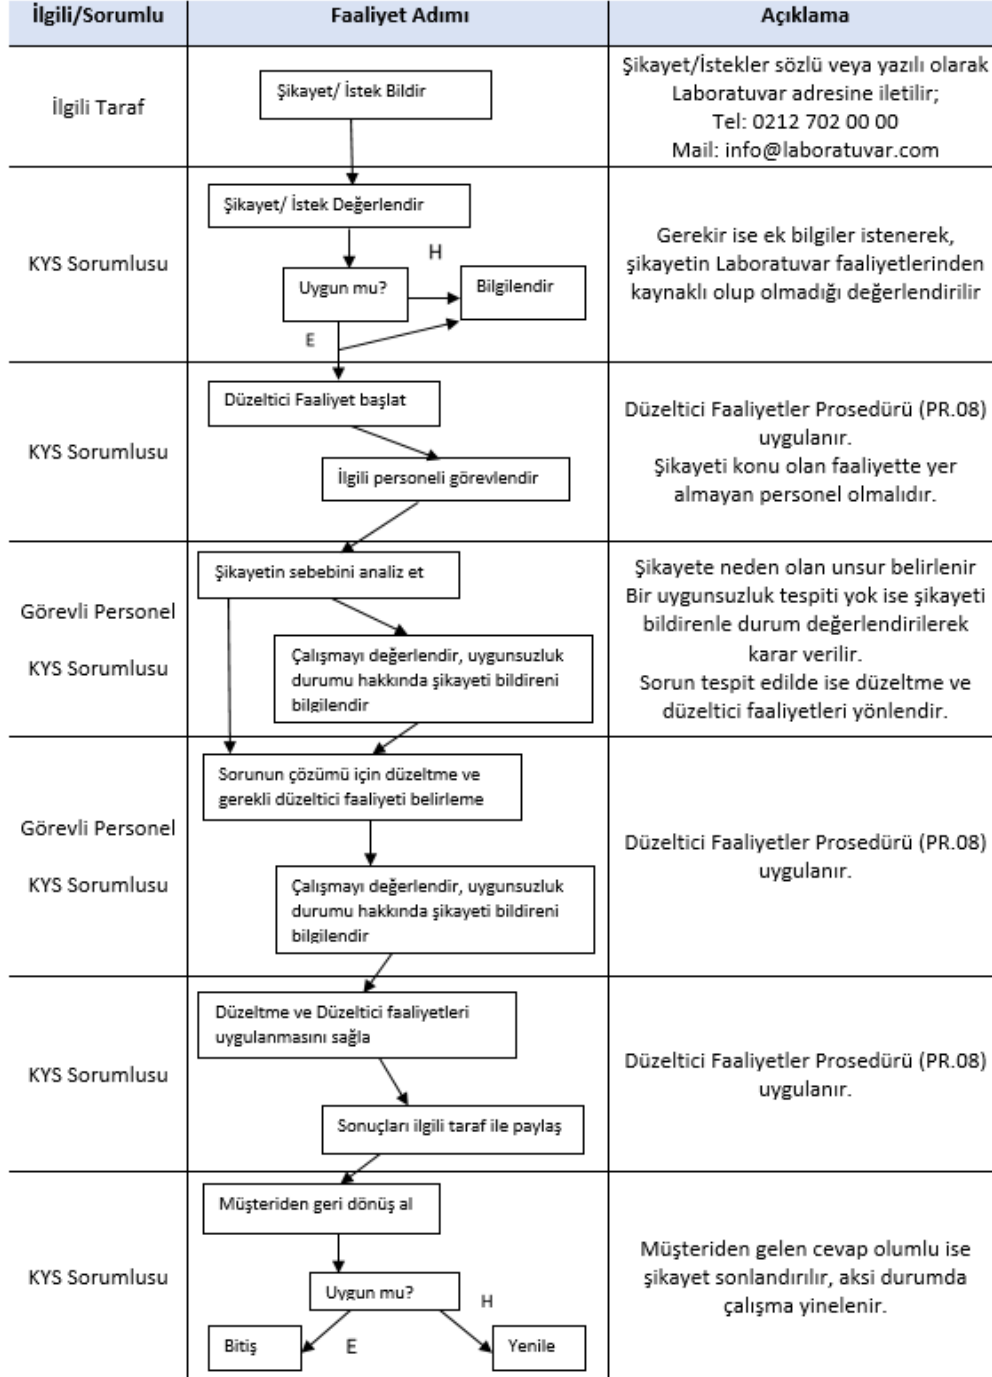 İlgili/Sorumlu
Faaliyet Adımı
Açıklama
İlgili Taraf
Şikayet/ İstek Bildir
Şikayet/İstekler sözlü veya yazılı olarak
Laboratuvar adresine iletilir;
Tel: 0212 702 00 00
Mail: info@laboratuvar.com
KYS Sorumlusu
Şikayet/ İstek Değerlendir
H
Uygun mu?
Bilgilendir
E
Gerekir ise ek bilgiler istenerek,
şikayetin Laboratuvar faaliyetlerinden
kaynaklı olup olmadığı değerlendirilir
KYS Sorumlusu
Düzeltici Faaliyet başlat
İlgili personeli görevlendir
Düzeltici Faaliyetler Prosedürü (PR.08)
uygulanır.
Şikayeti konu olan faaliyette yer
almayan personel olmalıdır.
Görevli Personel
KYS Sorumlusu
Şikayetin sebebini analiz et
Çalışmayı değerlendir, uygunsuzluk
durumu hakkında şikayeti bildireni
bilgilendir
Şikayete neden olan unsur belirlenir
Bir uygunsuzluk tespiti yok ise şikayeti
bildirenle durum değerlendirilerek
karar verilir.
Sorun tespit edilde ise düzeltme ve
düzeltici faaliyetleri yönlendir.
Görevli Personel
KYS Sorumlusu
Sorunun çözümü için düzeltme ve
gerekli düzeltici faaliyeti belirleme
Çalışmayı değerlendir, uygunsuzluk
durumu hakkında şikayeti bildireni
bilgilendir
Düzeltici Faaliyetler Prosedürü (PR.08)
uygulanır.
KYS Sorumlusu
Düzeltme ve Düzeltici faaliyetleri
uygulanmasını sağla
Sonuçları ilgili taraf ile paylaş
Düzeltici Faaliyetler Prosedürü (PR.08)
uygulanır.
KYS Sorumlusu
Müşteriden geri dönüş al
Uygun mu?
H
Bitiş
E
Yenile
Müşteriden gelen cevap olumlu ise
şikayet sonlandırılır, aksi durumda
çalışma yinelenir.